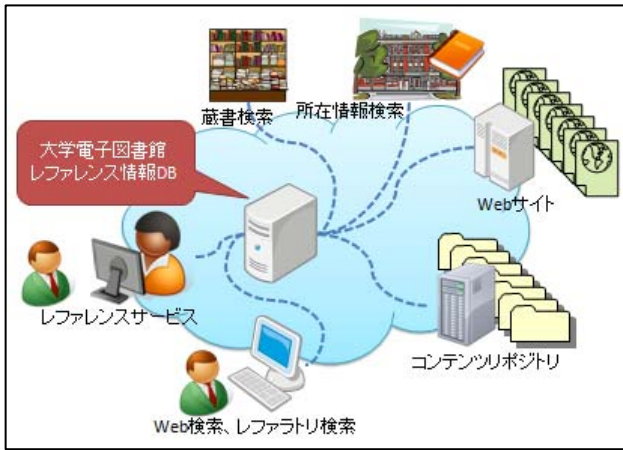 蔵書検索
所在情報検索
大学電子図書館
レファレンス情報DB
Webサイト
レファレンスサービス
コンテンツリポジトリ
Web検索、レファラトリ検索